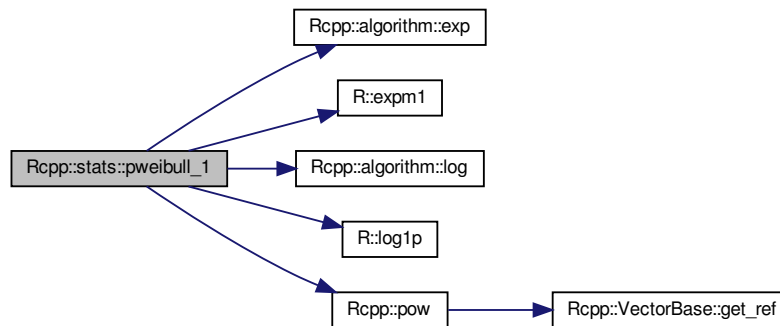 Rcpp::algorithm::exp
R::expm1
Rcpp::stats::pweibull_1
Rcpp::algorithm::log
R::log1p
Rcpp::pow
Rcpp::VectorBase::get_ref